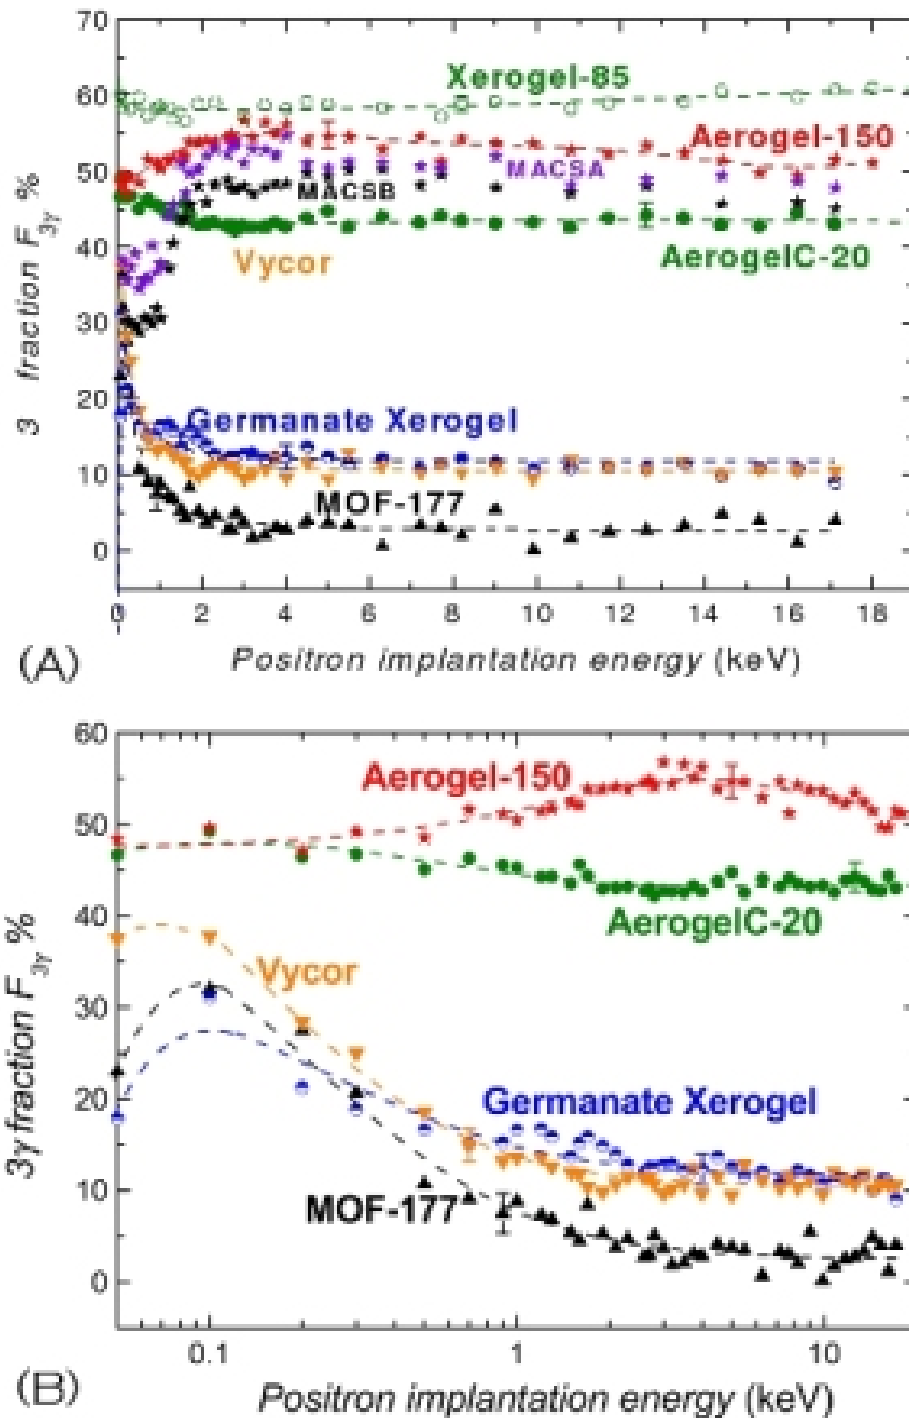 70
60
50
40
30
20
10
0
3 fraction F3γ %
Xerogel-85
Aerogel-150
MACSA
MACSB
Vycor
AerogelC-20
Germanate Xerogel
MOF-177
0 2 4 6 8 10 12 14 16 18
(A)
Positron implantation energy (keV)
60
50
40
30
20
10
0
3γ fraction F3γ %
Aerogel-150
AerogelC-20
Vycor
Germanate Xerogel
MOF-177
0.1 1 10
(B)
Positron implantation energy (keV)